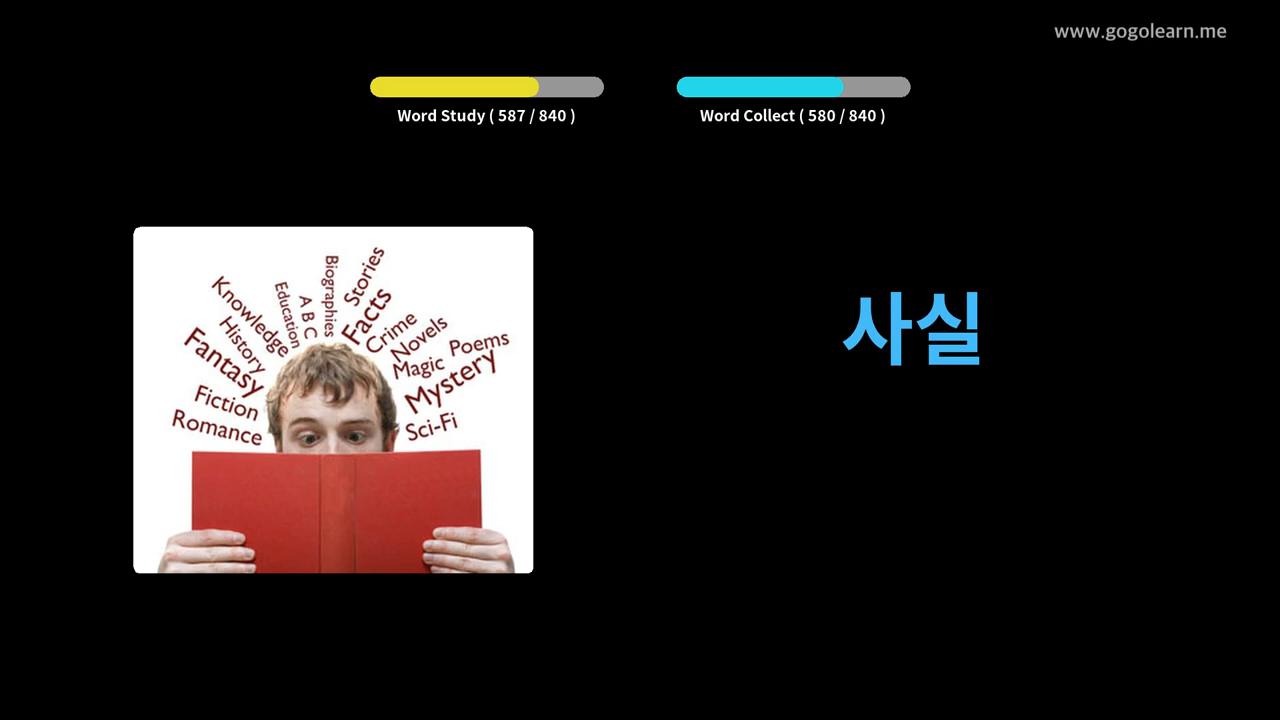 www.gogolearn.me
Word Study ( 587 / 840 )
Word Collect ( 580 / 840 )
Knowledge
History
Fantasy
Fiction
Romance
Education
A B C
Biographies
Stories
Facts
Crime
Novels
Magic
Poems
Mystery
Sci-Fi
사실